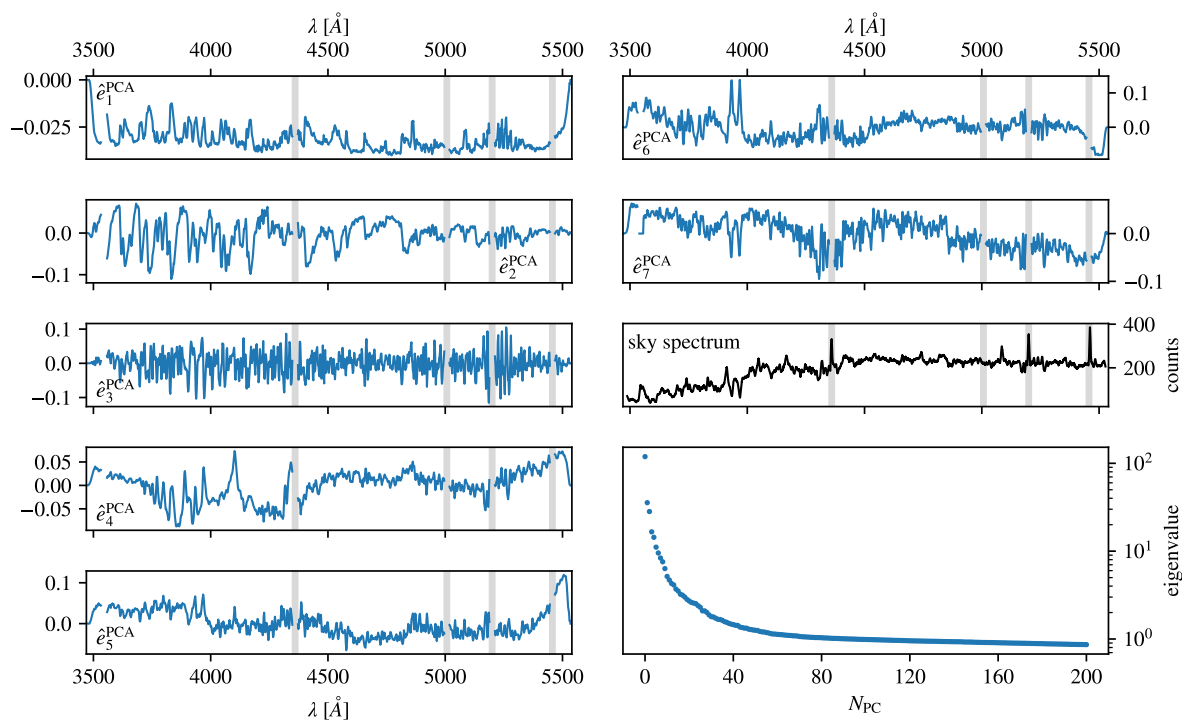 λ [Å]
λ [Å]
3500 4000 4500 5000 5500
3500 4000 4500 5000 5500
0.000
−0.025
ê₁^PCA
0.1
0.0
ê₆^PCA
0.0
−0.1
ê₂^PCA
0.0
−0.1
ê₇^PCA
0.1
0.0
−0.1
ê₃^PCA
sky spectrum
400
200
counts
0.05
0.00
−0.05
ê₄^PCA
0.1
0.0
ê₅^PCA
3500 4000 4500 5000 5500
λ [Å]
10²
10¹
10⁰
eigenvalue
0 40 80 120 160 200
N_PC